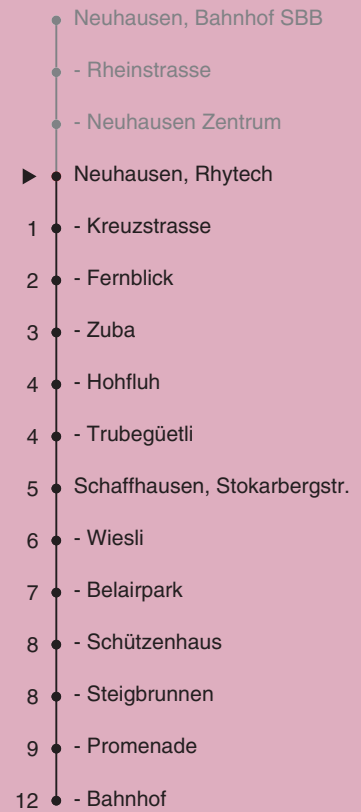 Neuhausen, Bahnhof SBB
- Rheinstrasse
- Neuhausen Zentrum
Neuhausen, Rhytech
1 - Kreuzstrasse
2 - Fernblick
3 - Zuba
4 - Hohfluh
4 - Trubegüetli
5 Schaffhausen, Stokarbergstr.
6 - Wiesli
7 - Belairpark
8 - Schützenhaus
8 - Steigbrunnen
9 - Promenade
12 - Bahnhof